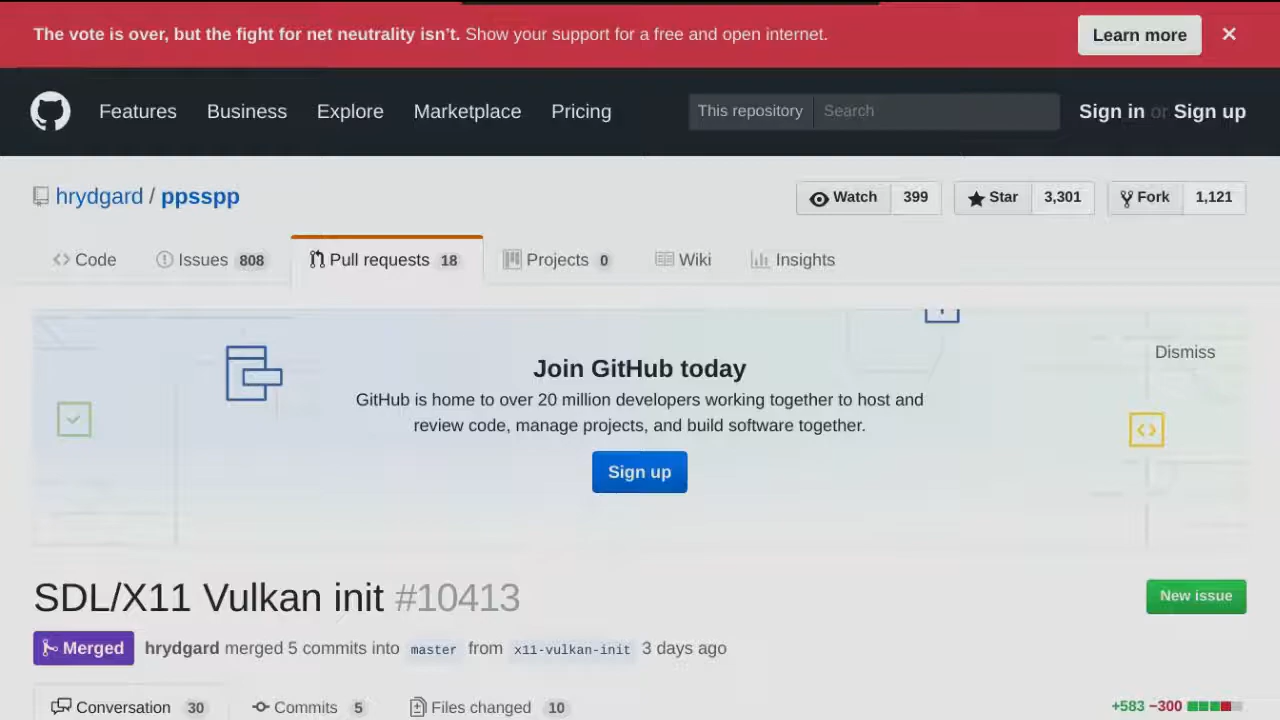 The vote is over, but the fight for net neutrality isn't. Show your support for a free and open internet. Learn more ×
Features Business Explore Marketplace Pricing This repository Search Sign in or Sign up
hrydgard / ppsspp Watch 399 Star 3,301 Fork 1,121
Code Issues 808 Pull requests 18 Projects 0 Wiki Insights
Join GitHub today
Dismiss
GitHub is home to over 20 million developers working together to host and
review code, manage projects, and build software together.
Sign up
SDL/X11 Vulkan init #10413 New issue
Merged hrydgard merged 5 commits into master from x11-vulkan-init 3 days ago
Conversation 30 Commits 5 Files changed 10 +583 −300